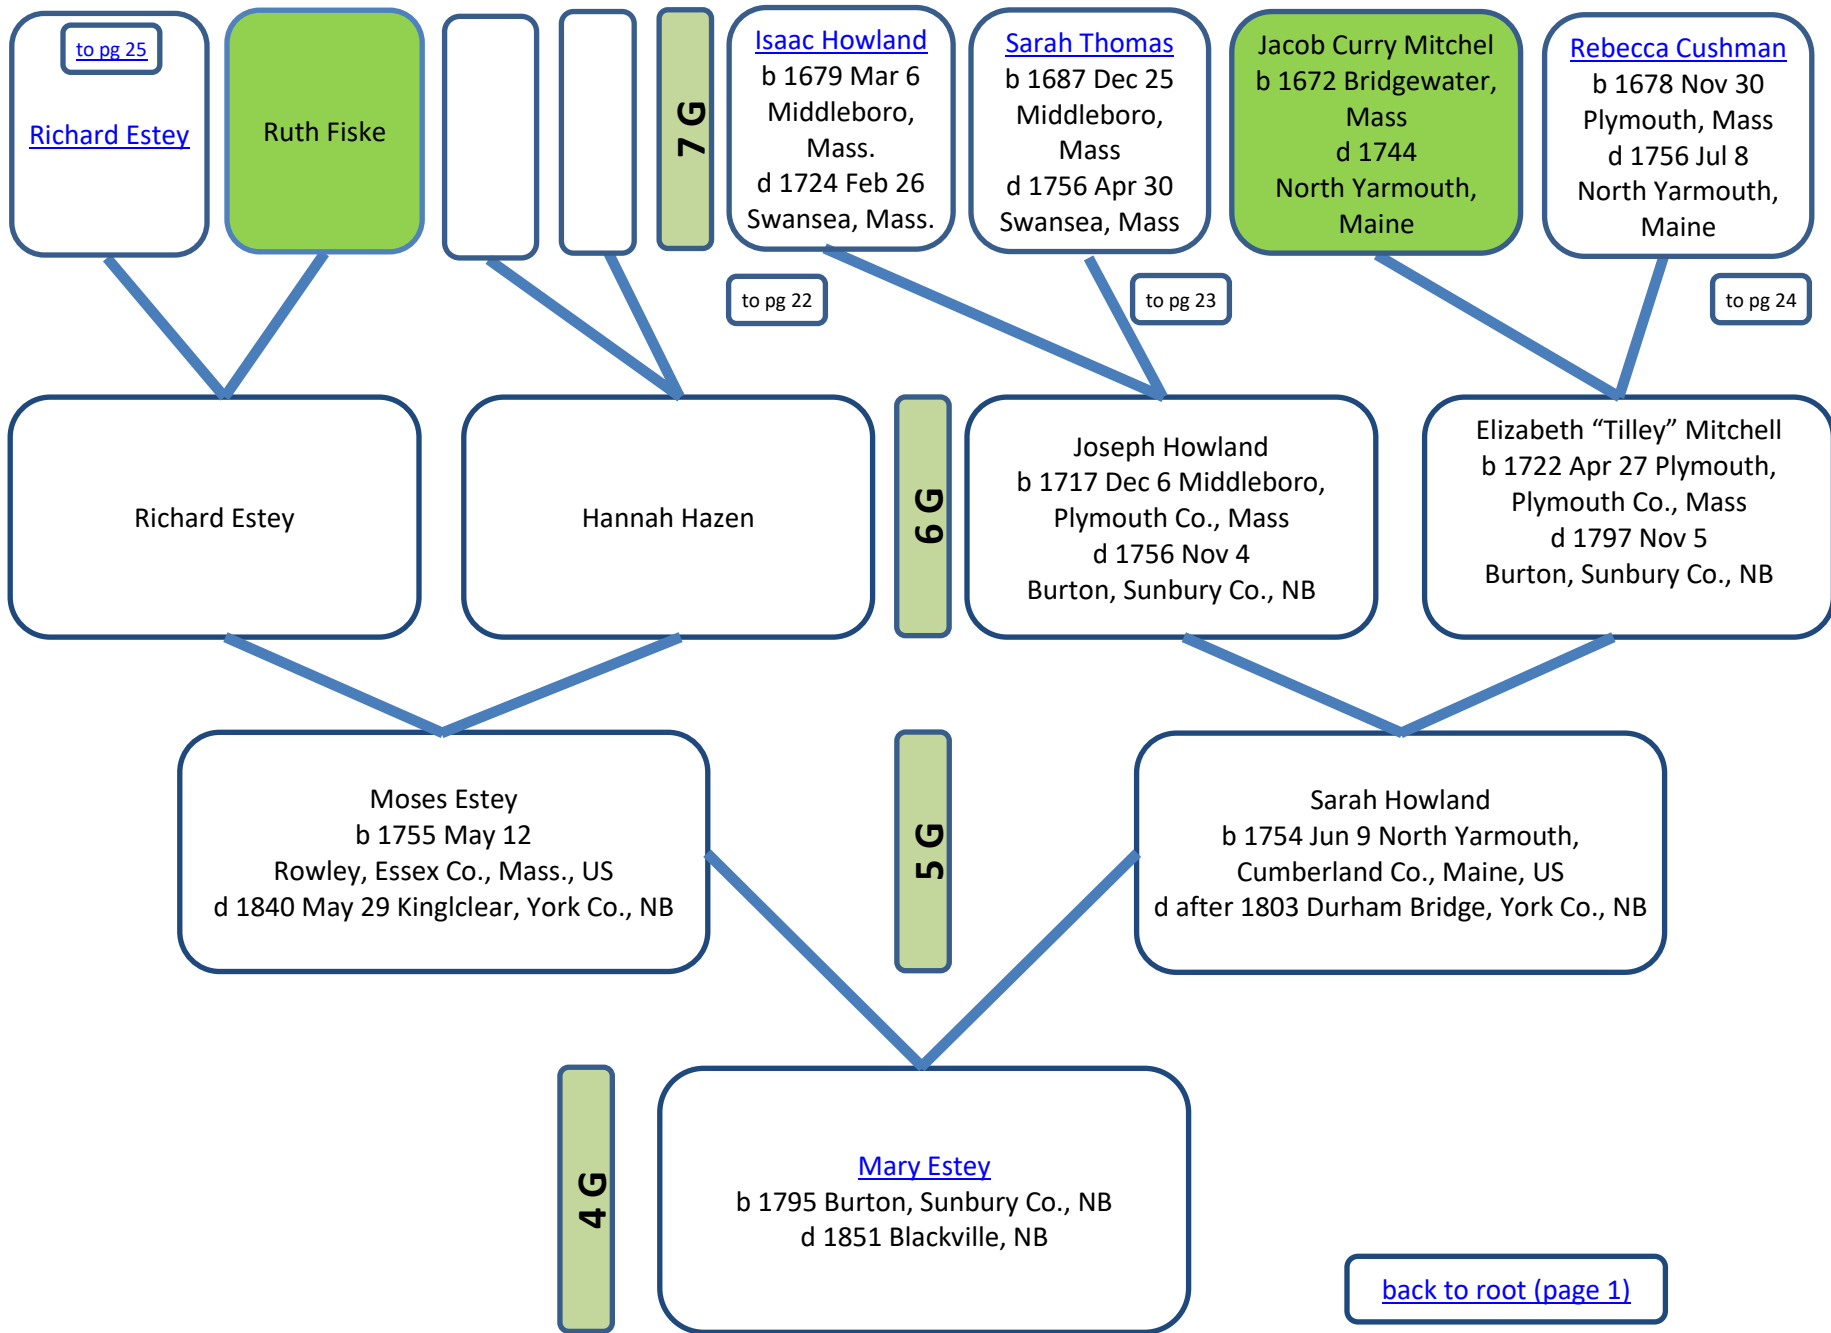 to pg 25
Richard Estey
Ruth Fiske
7 G
Isaac Howland
b 1679 Mar 6
Middleboro,
Mass.
d 1724 Feb 26
Swansea, Mass.
Sarah Thomas
b 1687 Dec 25
Middleboro,
Mass
d 1756 Apr 30
Swansea, Mass
Jacob Curry Mitchel
b 1672 Bridgewater,
Mass
d 1744
North Yarmouth,
Maine
Rebecca Cushman
b 1678 Nov 30
Plymouth, Mass
d 1756 Jul 8
North Yarmouth,
Maine
to pg 22
to pg 23
to pg 24
Richard Estey
Hannah Hazen
6 G
Joseph Howland
b 1717 Dec 6 Middleboro,
Plymouth Co., Mass
d 1756 Nov 4
Burton, Sunbury Co., NB
Elizabeth “Tilley” Mitchell
b 1722 Apr 27 Plymouth,
Plymouth Co., Mass
d 1797 Nov 5
Burton, Sunbury Co., NB
Moses Estey
b 1755 May 12
Rowley, Essex Co., Mass., US
d 1840 May 29 Kinglclear, York Co., NB
5 G
Sarah Howland
b 1754 Jun 9 North Yarmouth,
Cumberland Co., Maine, US
d after 1803 Durham Bridge, York Co., NB
4 G
Mary Estey
b 1795 Burton, Sunbury Co., NB
d 1851 Blackville, NB
back to root (page 1)